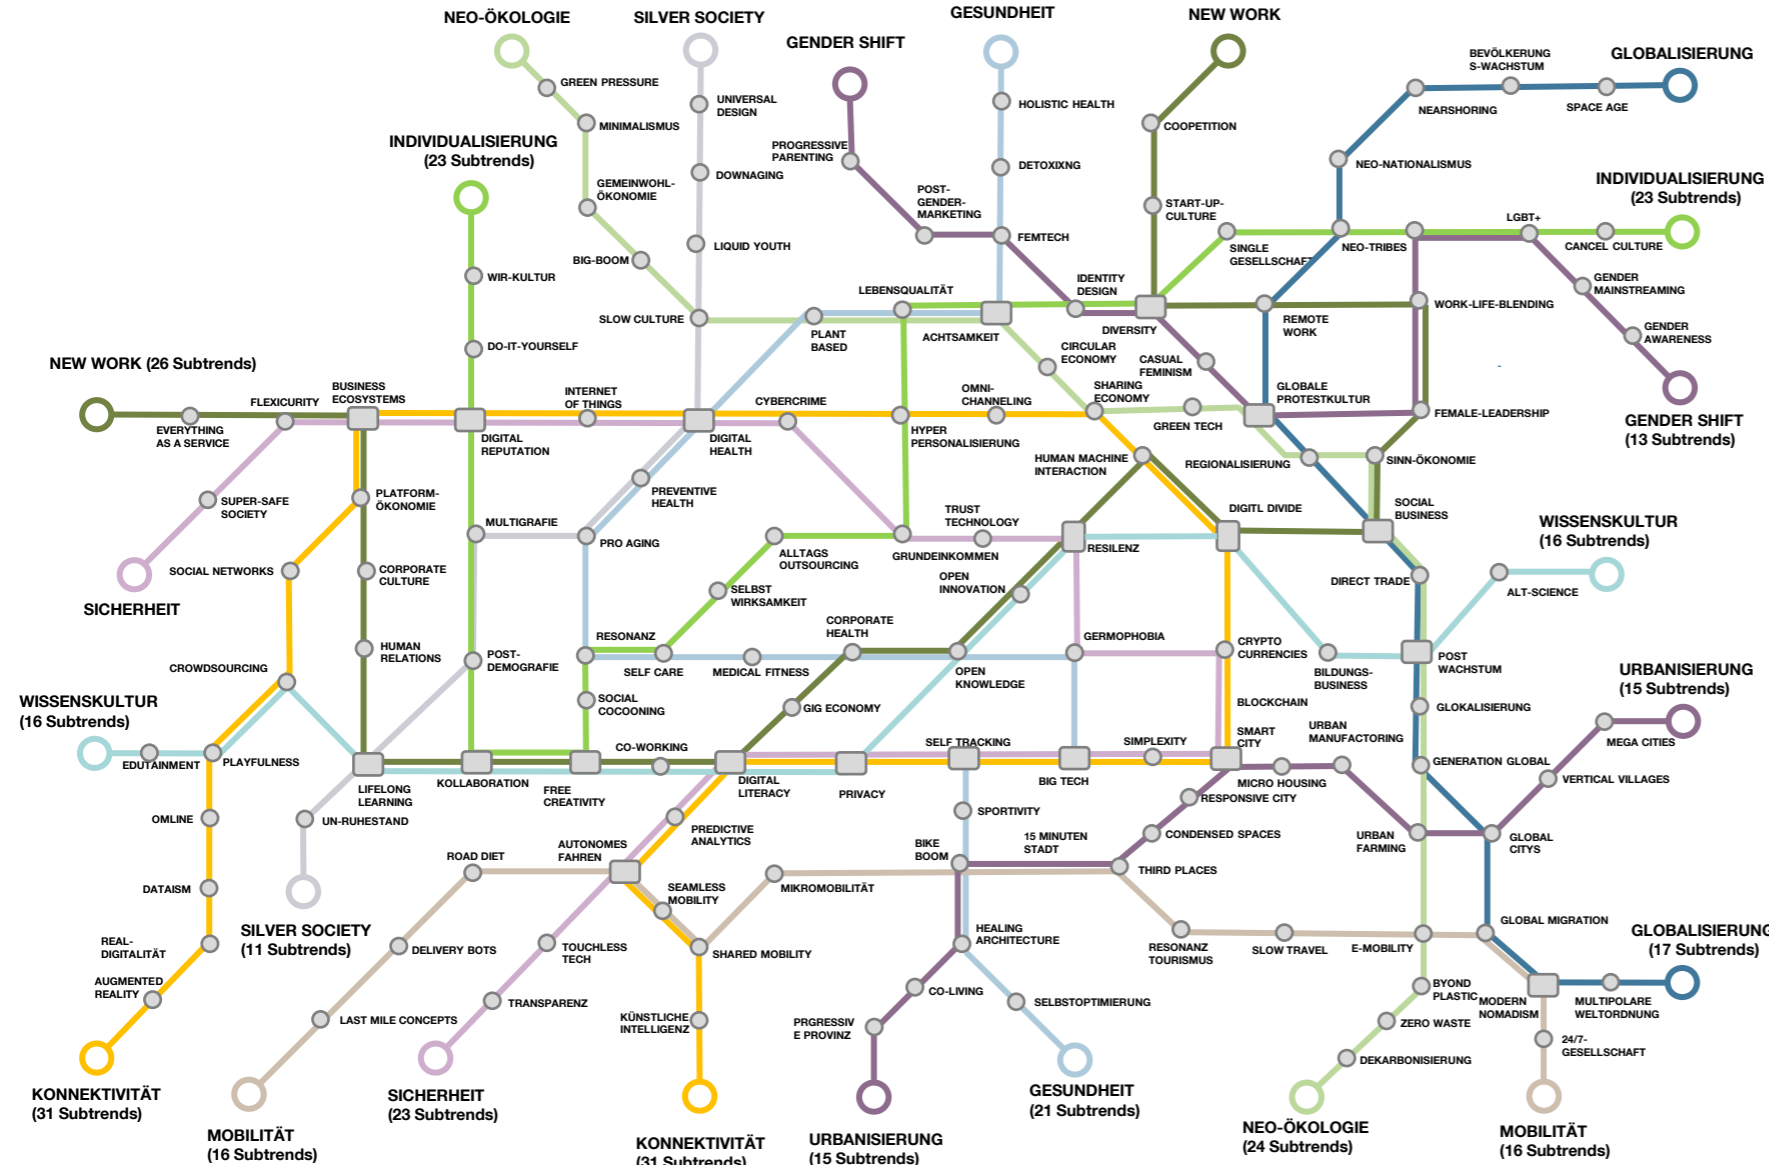 NEO-ÖKOLOGIE
SILVER SOCIETY
GENDER SHIFT
GESUNDHEIT
NEW WORK
GLOBALISIERUNG
BEVÖLKERUNG
S-WACHSTUM
SPACE AGE
NEARSHORING
GREEN PRESSURE
UNIVERSAL
DESIGN
HOLISTIC HEALTH
COOPETITION
MINIMALISMUS
INDIVIDUALISIERUNG
(23 Subtrends)
PROGRESSIVE
PARENTING
DETOXIXNG
NEO-NATIONALISMUS
INDIVIDUALISIERUNG
(23 Subtrends)
GEMEINWOHL-
ÖKONOMIE
DOWNAGING
POST-
GENDER-
MARKETING
START-UP-
CULTURE
FEMTECH
LIQUID YOUTH
BIG-BOOM
WIR-KULTUR
SINGLE
GESELLSCHAFT
NEO-TRIBES
LGBT+
CANCEL CULTURE
GENDER
MAINSTREAMING
GENDER
AWARENESS
LEBENSQUALITÄT
IDENTITY
DESIGN
SLOW CULTURE
PLANT
BASED
ACHTSAMKEIT
DIVERSITY
REMOTE
WORK
WORK-LIFE-BLENDING
DO-IT-YOURSELF
CIRCULAR
ECONOMY
CASUAL
FEMINISM
-
NEW WORK (26 Subtrends)
BUSINESS
ECOSYSTEMS
FLEXICURITY
INTERNET
OF THINGS
CYBERCRIME
OMNI-
CHANNELING
SHARING
ECONOMY
GLOBALE
PROTESTKULTUR
FEMALE-LEADERSHIP
GENDER SHIFT
(13 Subtrends)
EVERYTHING
AS A SERVICE
DIGITAL
REPUTATION
DIGITAL
HEALTH
HYPER
PERSONALISIERUNG
GREEN TECH
HUMAN MACHINE
INTERACTION
REGIONALISIERUNG
SINN-ÖKONOMIE
SUPER-SAFE
SOCIETY
PLATFORM-
ÖKONOMIE
PREVENTIVE
HEALTH
TRUST
TECHNOLOGY
DIGITL DIVIDE
SOCIAL
BUSINESS
WISSENSKULTUR
(16 Subtrends)
MULTIGRAFIE
PRO AGING
ALLTAGS
OUTSOURCING
GRUNDEINKOMMEN
RESILENZ
SOCIAL NETWORKS
CORPORATE
CULTURE
SELBST
WIRKSAMKEIT
OPEN
INNOVATION
DIRECT TRADE
ALT-SCIENCE
SICHERHEIT
HUMAN
RELATIONS
RESONANZ
CORPORATE
HEALTH
GERMOPHOBIA
CRYPTO
CURRENCIES
POST
WACHSTUM
CROWDSOURCING
POST-
DEMOGRAFIE
SELF CARE
MEDICAL FITNESS
OPEN
KNOWLEDGE
BILDUNGS-
BUSINESS
URBANISIERUNG
(15 Subtrends)
WISSENSKULTUR
(16 Subtrends)
SOCIAL
COCOONING
GIG ECONOMY
BLOCKCHAIN
GLOKALISIERUNG
URBAN
MANUFACTORING
MEGA CITIES
EDUTAINMENT
PLAYFULNESS
CO-WORKING
SELF TRACKING
SIMPLEXITY
SMART
CITY
LIFELONG
LEARNING
KOLLABORATION
FREE
CREATIVITY
DIGITAL
LITERACY
PRIVACY
BIG TECH
MICRO HOUSING
GENERATION GLOBAL
VERTICAL VILLAGES
OMLINE
UN-RUHESTAND
PREDICTIVE
ANALYTICS
SPORTIVITY
RESPONSIVE CITY
CONDENSED SPACES
15 MINUTEN
STADT
URBAN
FARMING
GLOBAL
CITYS
ROAD DIET
AUTONOMES
FAHREN
BIKE
BOOM
THIRD PLACES
DATAISM
SEAMLESS
MOBILITY
MIKROMOBILITÄT
SILVER SOCIETY
(11 Subtrends)
REAL-
DIGITALITÄT
DELIVERY BOTS
TOUCHLESS
TECH
SHARED MOBILITY
HEALING
ARCHITECTURE
RESONANZ
TOURISMUS
SLOW TRAVEL
E-MOBILITY
GLOBAL MIGRATION
GLOBALISIERUNG
(17 Subtrends)
AUGMENTED
REALITY
LAST MILE CONCEPTS
TRANSPARENZ
KÜNSTLICHE
INTELLIGENZ
CO-LIVING
SELBSTOPTIMIERUNG
BYOND
PLASTIC
MODERN
NOMADISM
MULTIPOLARE
WELTORDNUNG
PRGRESSIV
E PROVINZ
ZERO WASTE
24/7-
GESELLSCHAFT
DEKARBONISIERUNG
KONNEKTIVITÄT
(31 Subtrends)
SICHERHEIT
(23 Subtrends)
GESUNDHEIT
(21 Subtrends)
MOBILITÄT
(16 Subtrends)
KONNEKTIVITÄT
(31 Subtrends)
URBANISIERUNG
(15 Subtrends)
NEO-ÖKOLOGIE
(24 Subtrends)
MOBILITÄT
(16 Subtrends)